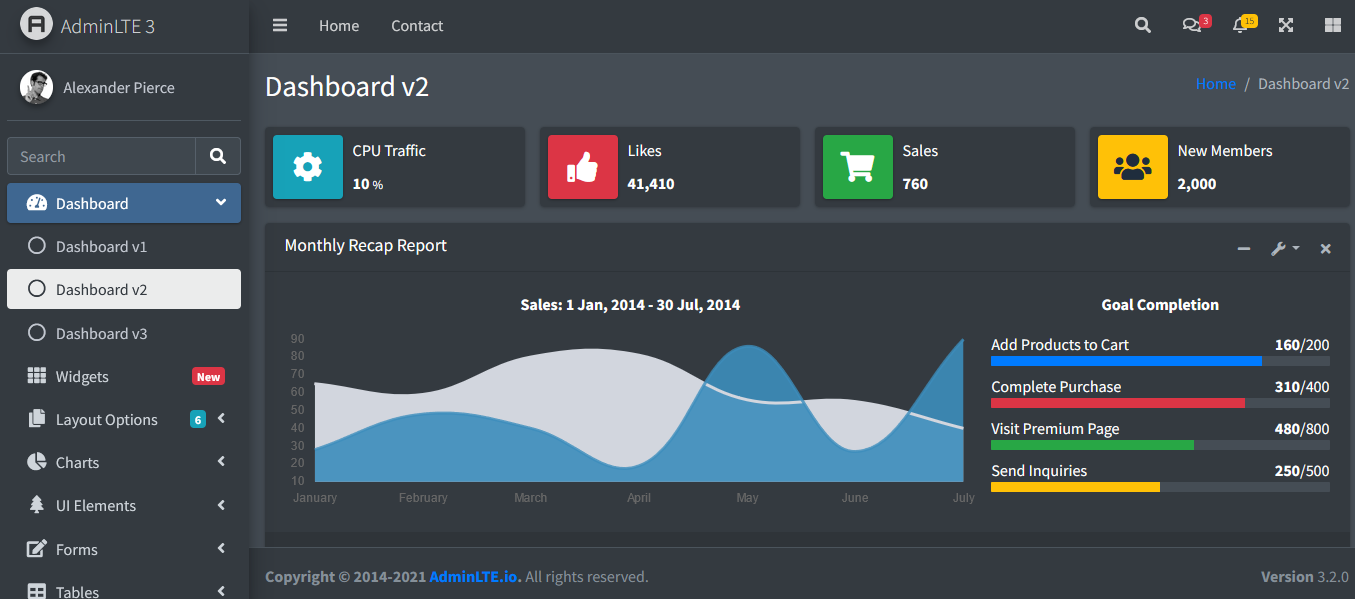 AdminLTE 3
Home
Contact
3
15
Alexander Pierce
Search
Dashboard
Dashboard v1
Dashboard v2
Dashboard v3
Widgets
New
Layout Options
6
Charts
UI Elements
Forms
Tables
Dashboard v2
Home / Dashboard v2
CPU Traffic
10 %
Likes
41,410
Sales
760
New Members
2,000
Monthly Recap Report
Sales: 1 Jan, 2014 - 30 Jul, 2014
90
80
70
60
50
40
30
20
10
January
February
March
April
May
June
July
Goal Completion
Add Products to Cart
160/200
Complete Purchase
310/400
Visit Premium Page
480/800
Send Inquiries
250/500
Copyright © 2014-2021 AdminLTE.io. All rights reserved.
Version 3.2.0